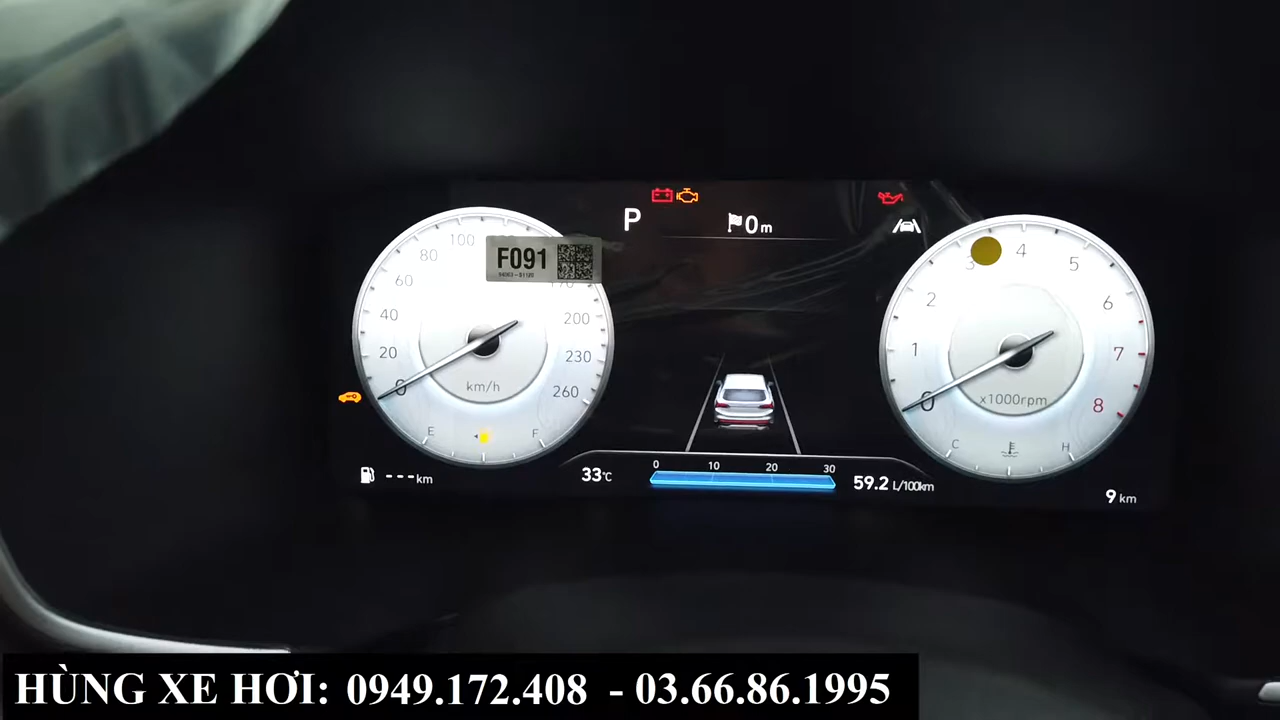 P
0m
100
80
60
40
20
0
km/h
200
230
260
E F
F091
3
4
5
2
6
1
7
0
8
x1000rpm
C H
---km
33°C
0 10 20 30
59.2 L/100km
9 km
HÙNG XE HƠI: 0949.172.408 - 03.66.86.1995